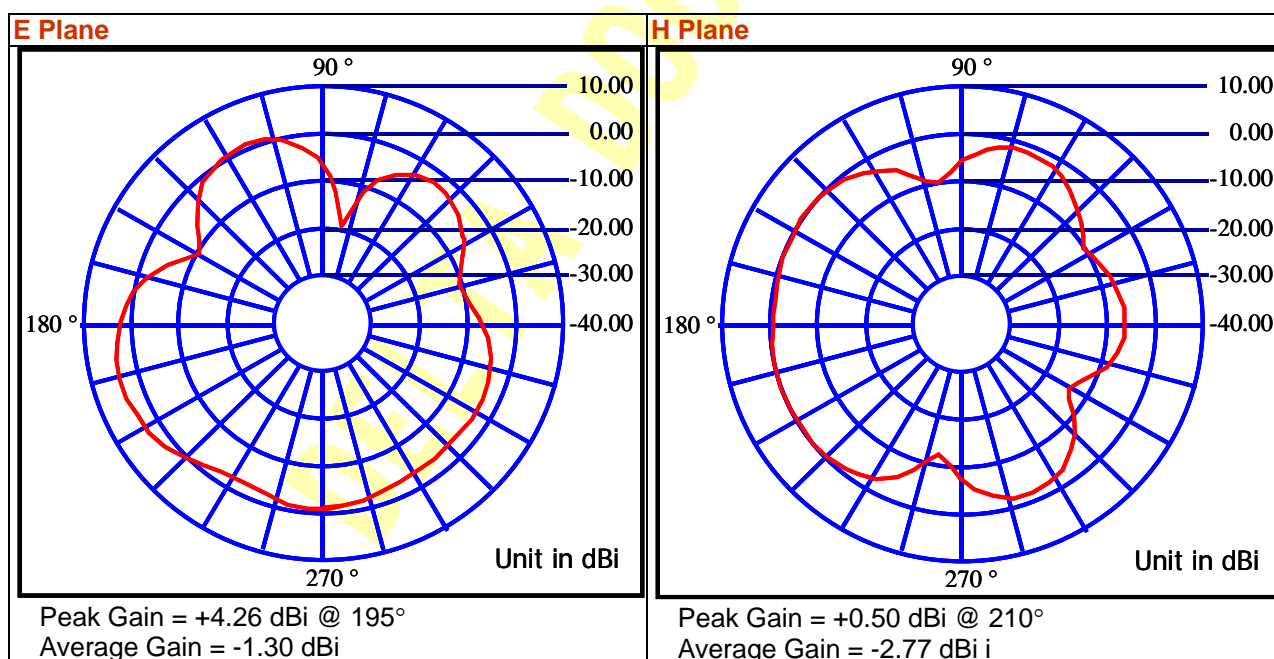 E Plane
90 °
10.00
0.00
-10.00
-20.00
-30.00
180 °
-40.00
Unit in dBi
270 °
Peak Gain = +4.26 dBi @ 195°
Average Gain = -1.30 dBi
H Plane
90 °
10.00
0.00
-10.00
-20.00
-30.00
180 °
-40.00
Unit in dBi
270 °
Peak Gain = +0.50 dBi @ 210°
Average Gain = -2.77 dBi i